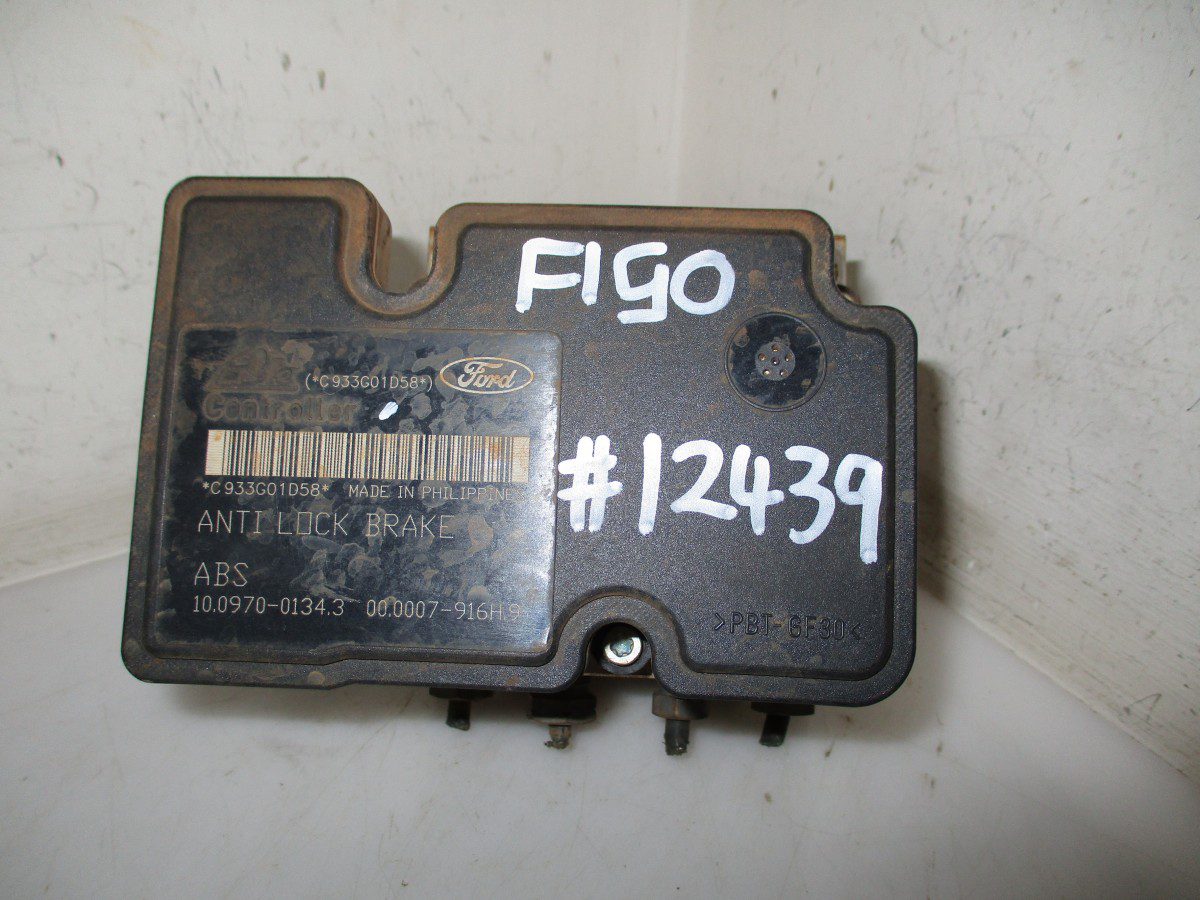 FIGO
(*C933G01D58*) Ford
Controller
#12439
*C933G01D58* MADE IN PHILIPPINE
ANTI LOCK BRAKE
ABS
10.0970-0134.3 00.0007-916H.9
>PBT-GF30<